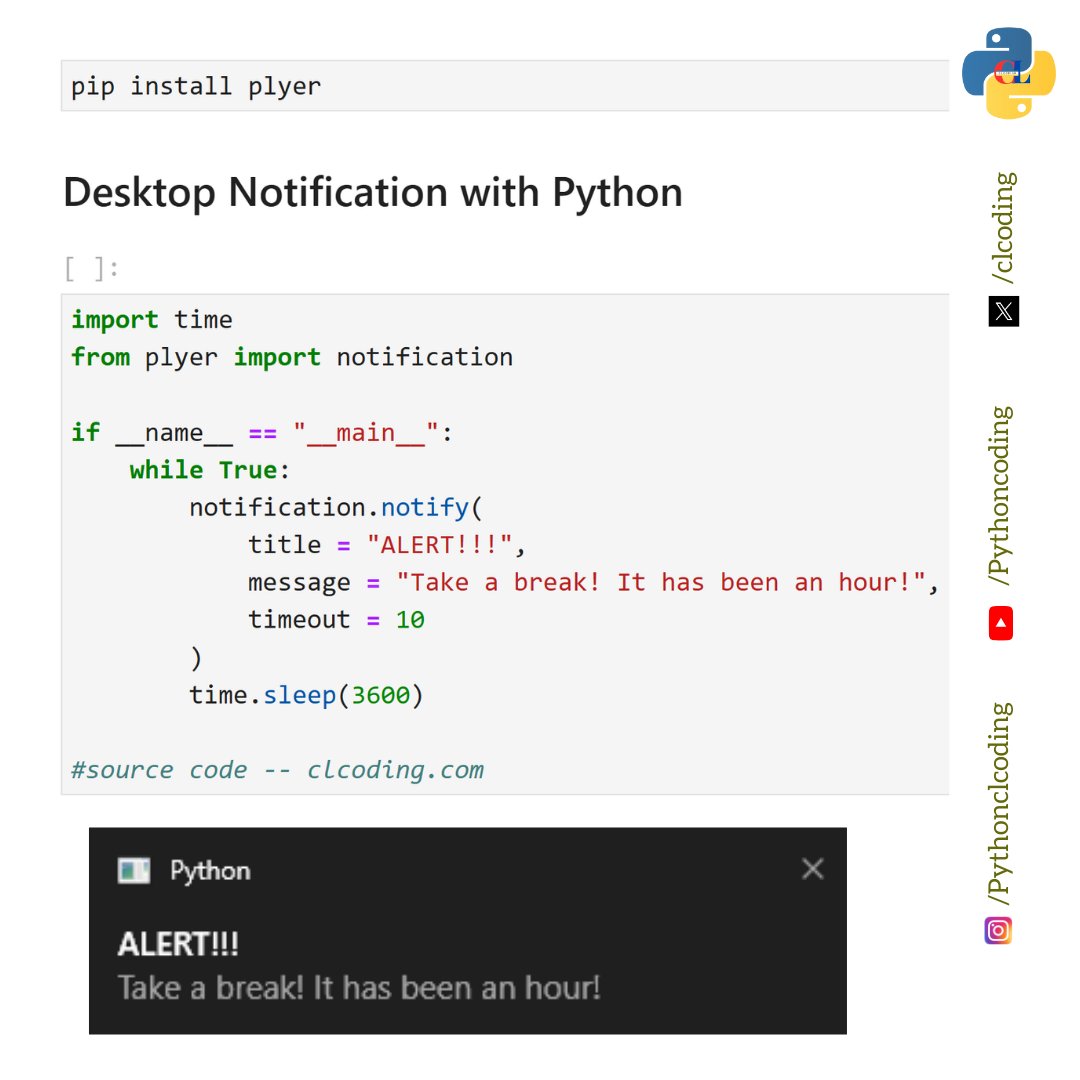 pip install plyer
Desktop Notification with Python
[ ]:
import time
from plyer import notification
if __name__ == "__main__":
    while True:
        notification.notify(
            title = "ALERT!!!",
            message = "Take a break! It has been an hour!",
            timeout = 10
        )
        time.sleep(3600)
#source code -- clcoding.com
Python
ALERT!!!
Take a break! It has been an hour!
CL
/clcoding
/Pythoncoding
/Pythonclcoding